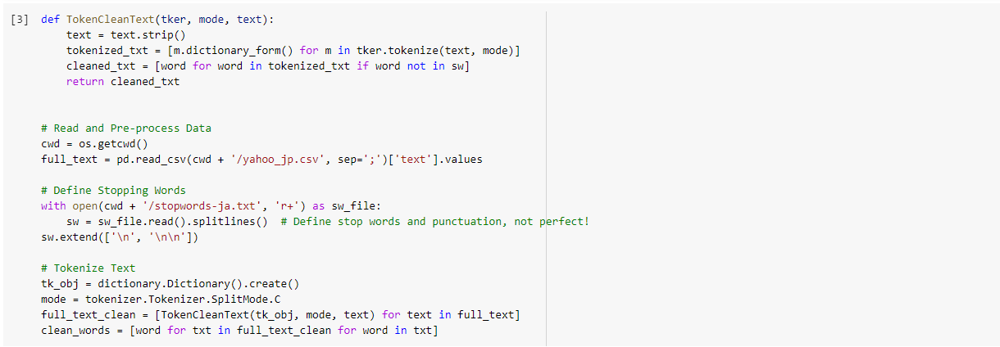 [3] def TokenCleanText(tker, mode, text):
        text = text.strip()
        tokenized_txt = [m.dictionary_form() for m in tker.tokenize(text, mode)]
        cleaned_txt = [word for word in tokenized_txt if word not in sw]
        return cleaned_txt
    # Read and Pre-process Data
    cwd = os.getcwd()
    full_text = pd.read_csv(cwd + '/yahoo_jp.csv', sep=';')['text'].values
    # Define Stopping Words
    with open(cwd + '/stopwords-ja.txt', 'r+') as sw_file:
        sw = sw_file.read().splitlines()  # Define stop words and punctuation, not perfect!
    sw.extend(['\n', '\n\n'])
    # Tokenize Text
    tk_obj = dictionary.Dictionary().create()
    mode = tokenizer.Tokenizer.SplitMode.C
    full_text_clean = [TokenCleanText(tk_obj, mode, text) for text in full_text]
    clean_words = [word for txt in full_text_clean for word in txt]